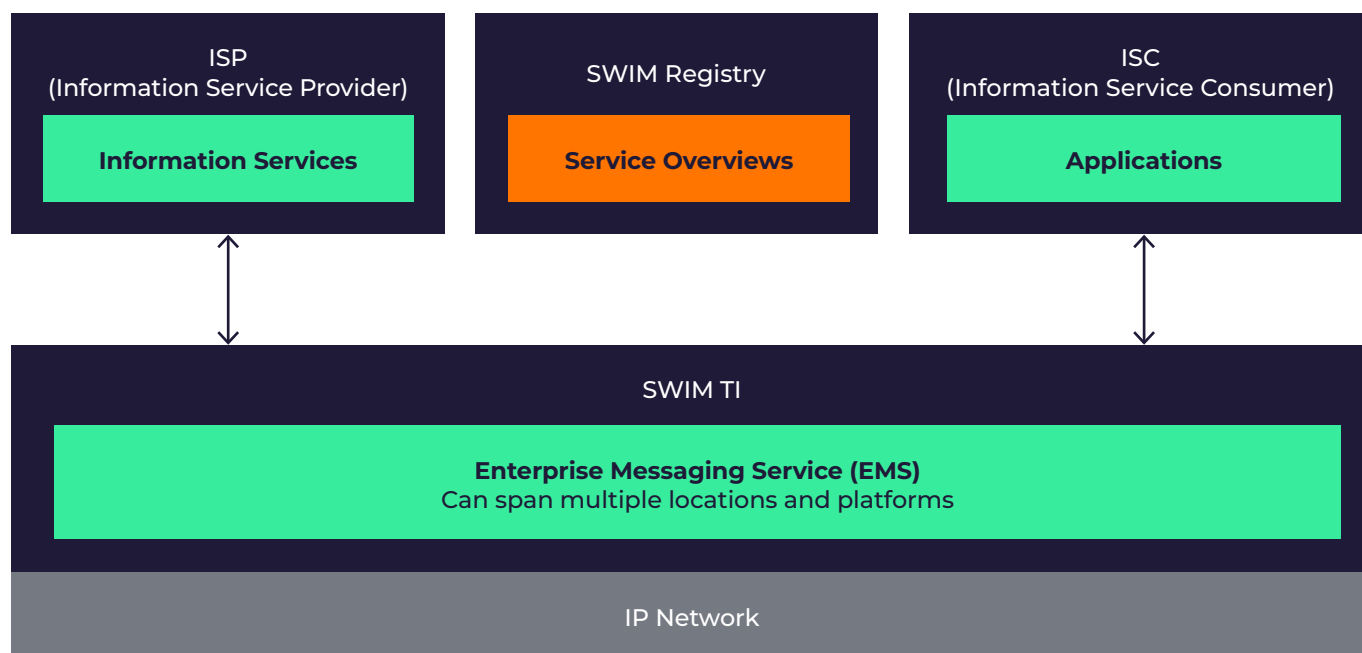 ISP
(Information Service Provider)
Information Services
SWIM Registry
Service Overviews
ISC
(Information Service Consumer)
Applications
SWIM TI
Enterprise Messaging Service (EMS)
Can span multiple locations and platforms
IP Network